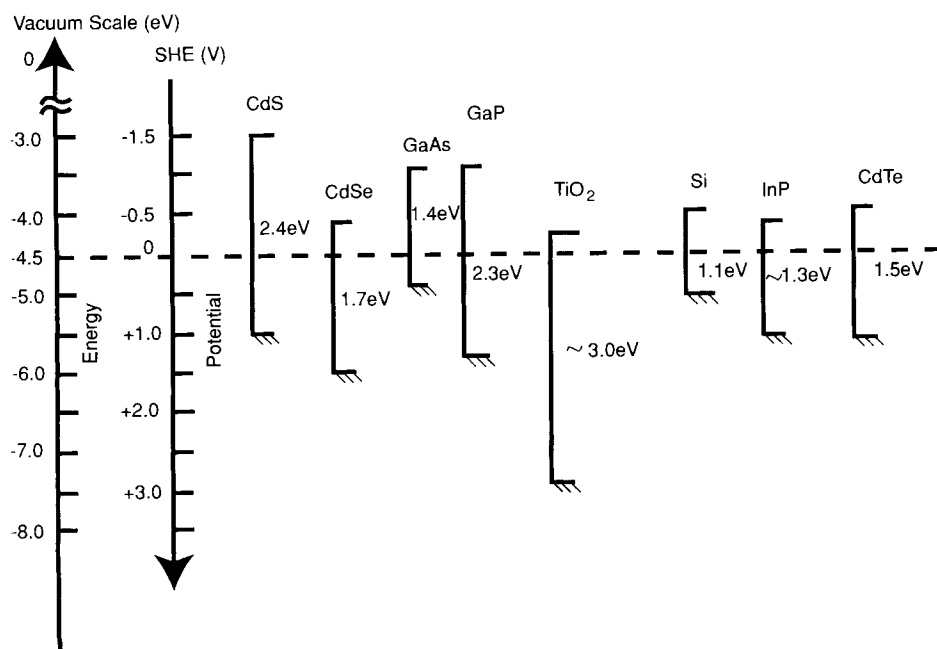 Vacuum Scale (eV)
0
SHE (V)
CdS
GaP
-3.0
-1.5
GaAs
CdSe
TiO2
Si
InP
CdTe
-4.0
-0.5
2.4eV
1.4eV
0
-4.5
2.3eV
1.1eV
~1.3eV
1.5eV
-5.0
1.7eV
Energy
+1.0
Potential
~ 3.0eV
-6.0
+2.0
-7.0
+3.0
-8.0